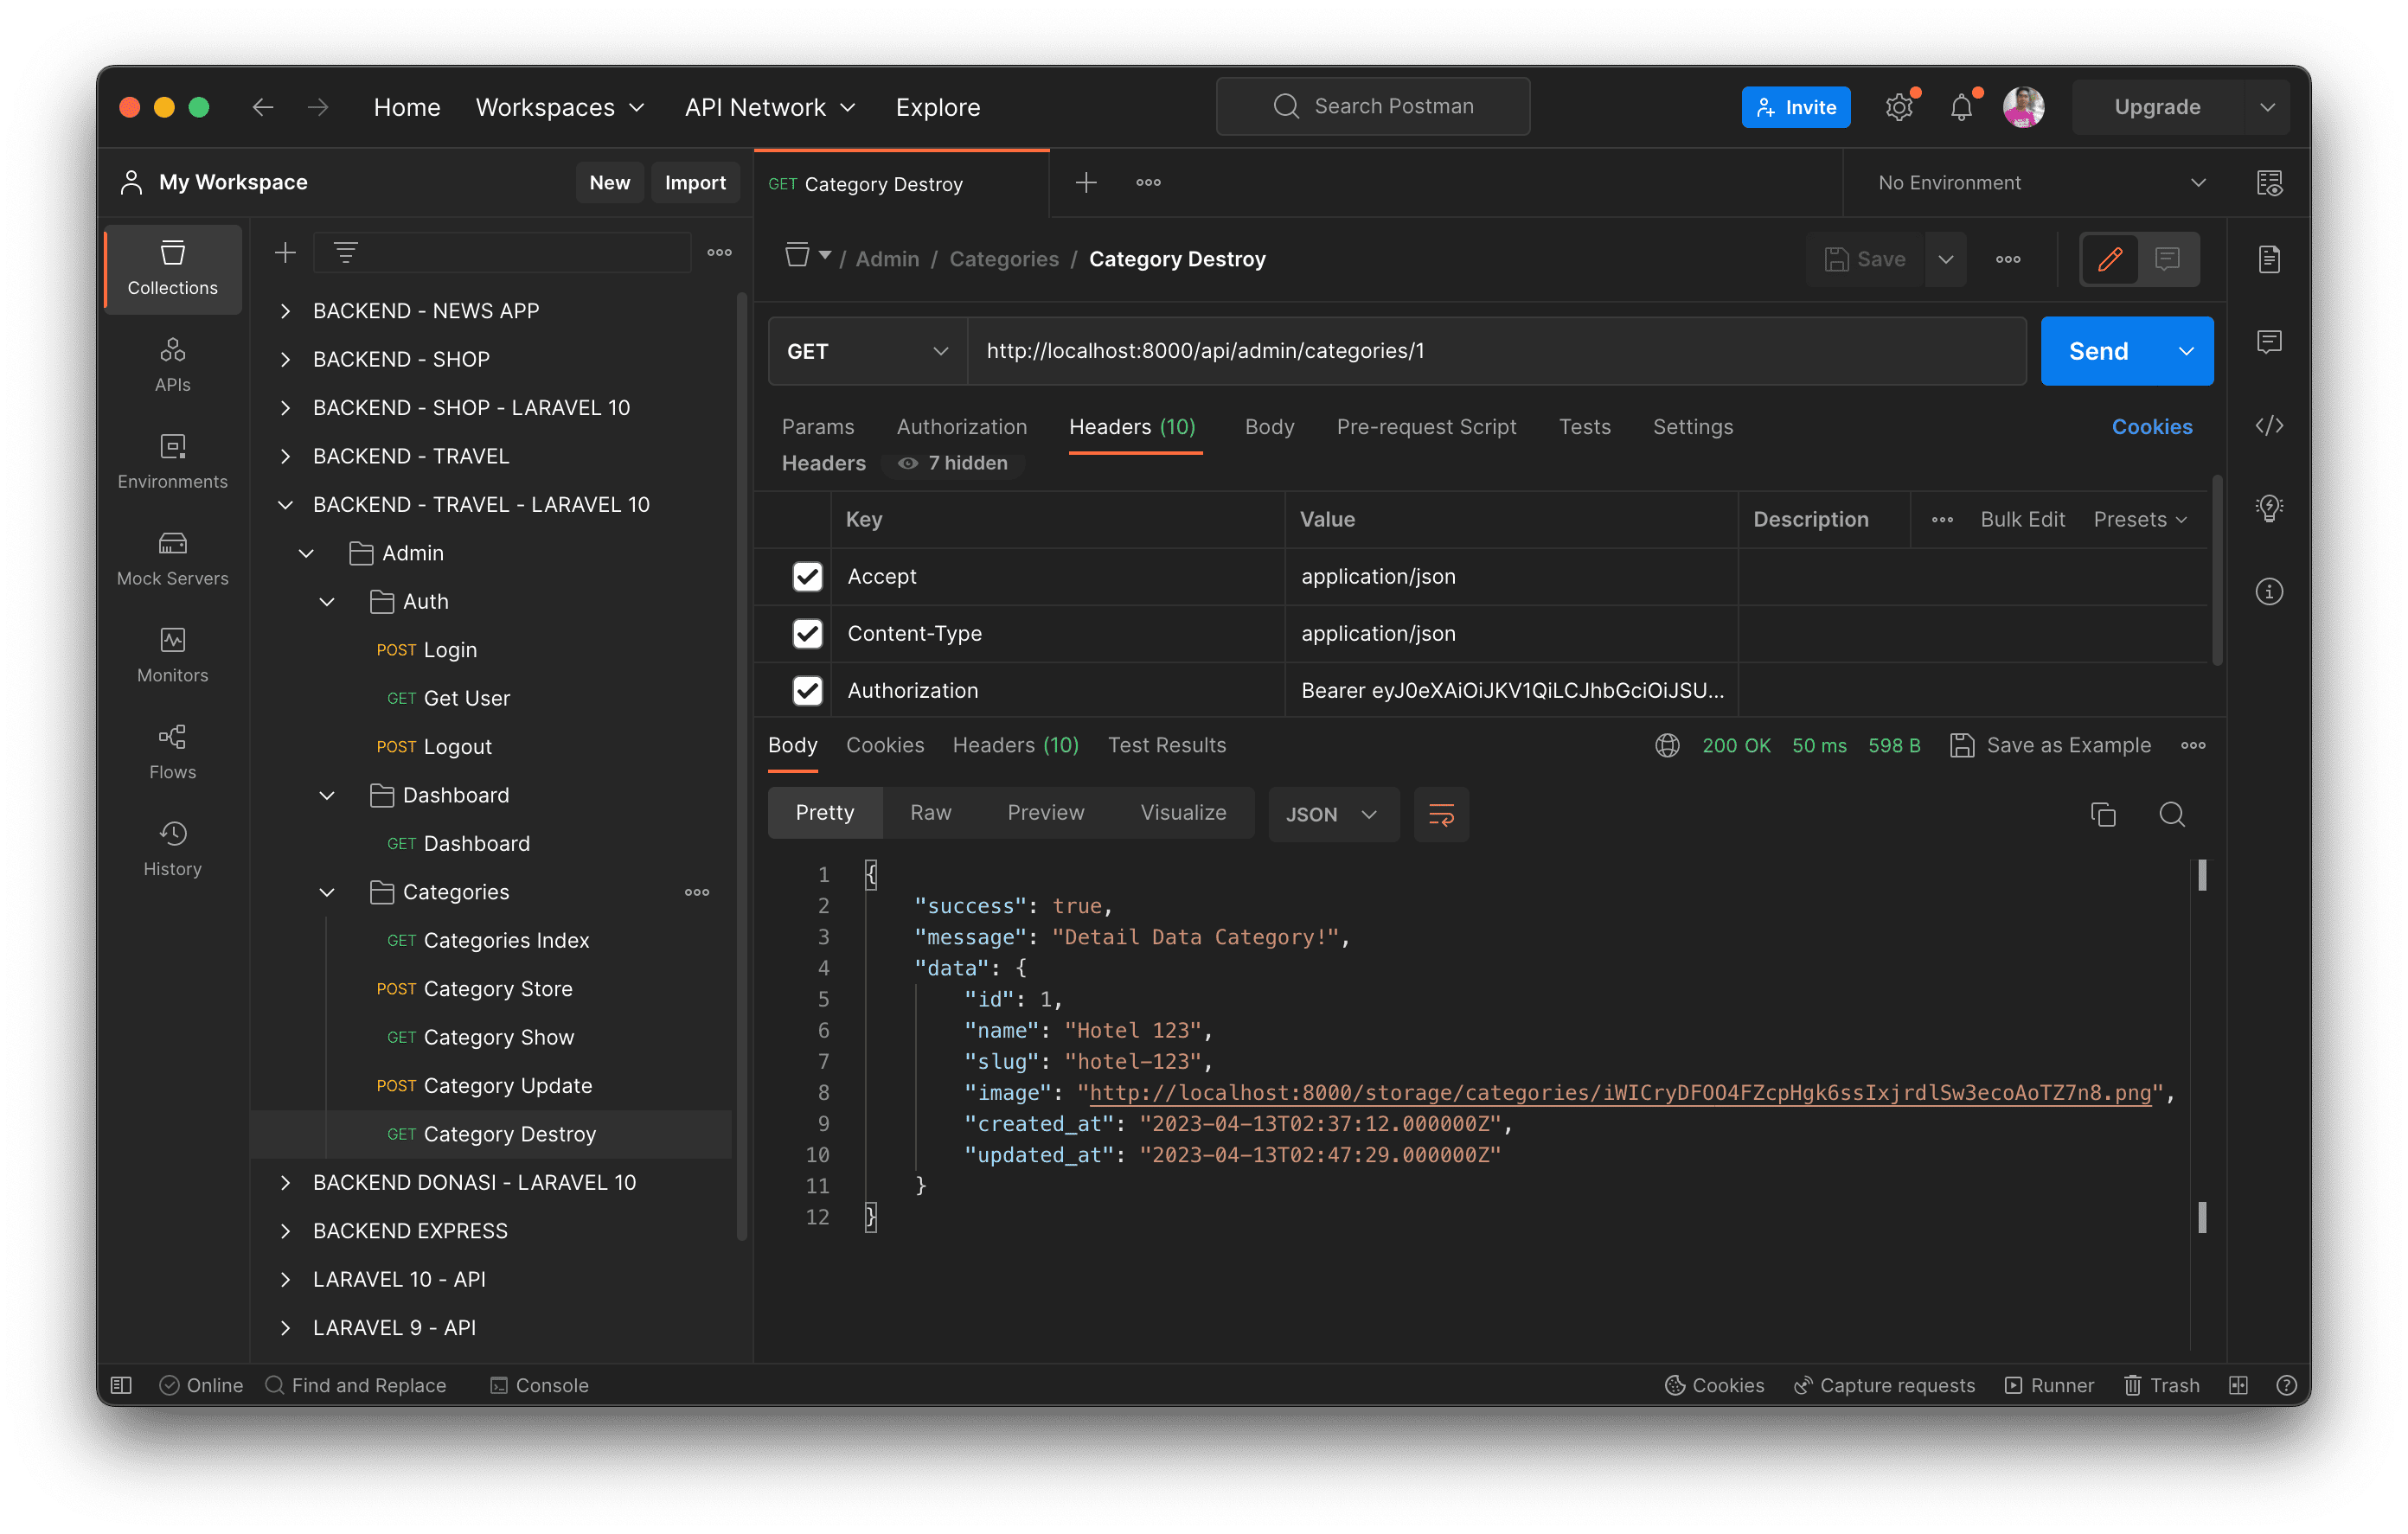 Home Workspaces API Network Explore Search Postman Invite Upgrade
My Workspace New Import
GET Category Destroy No Environment
Collections
APIs
Environments
Mock Servers
Monitors
Flows
History
BACKEND - NEWS APP
BACKEND - SHOP
BACKEND - SHOP - LARAVEL 10
BACKEND - TRAVEL
BACKEND - TRAVEL - LARAVEL 10
Admin
Auth
POST Login
GET Get User
POST Logout
Dashboard
GET Dashboard
Categories
GET Categories Index
POST Category Store
GET Category Show
POST Category Update
GET Category Destroy
BACKEND DONASI - LARAVEL 10
BACKEND EXPRESS
LARAVEL 10 - API
LARAVEL 9 - API
/ Admin / Categories / Category Destroy Save
GET http://localhost:8000/api/admin/categories/1 Send
Params Authorization Headers (10) Body Pre-request Script Tests Settings Cookies
Headers 7 hidden
Key Value Description Bulk Edit Presets
Accept application/json
Content-Type application/json
Authorization Bearer eyJ0eXAiOiJKV1QiLCJhbGciOiJSU...
Body Cookies Headers (10) Test Results 200 OK 50 ms 598 B Save as Example
Pretty Raw Preview Visualize JSON
1 {
2 "success": true,
3 "message": "Detail Data Category!",
4 "data": {
5 "id": 1,
6 "name": "Hotel 123",
7 "slug": "hotel-123",
8 "image": "http://localhost:8000/storage/categories/iWICryDFOO4FZcpHgk6ssIxjrdlSw3ecoAoTZ7n8.png",
9 "created_at": "2023-04-13T02:37:12.000000Z",
10 "updated_at": "2023-04-13T02:47:29.000000Z"
11 }
12 }
Online Find and Replace Console Cookies Capture requests Runner Trash